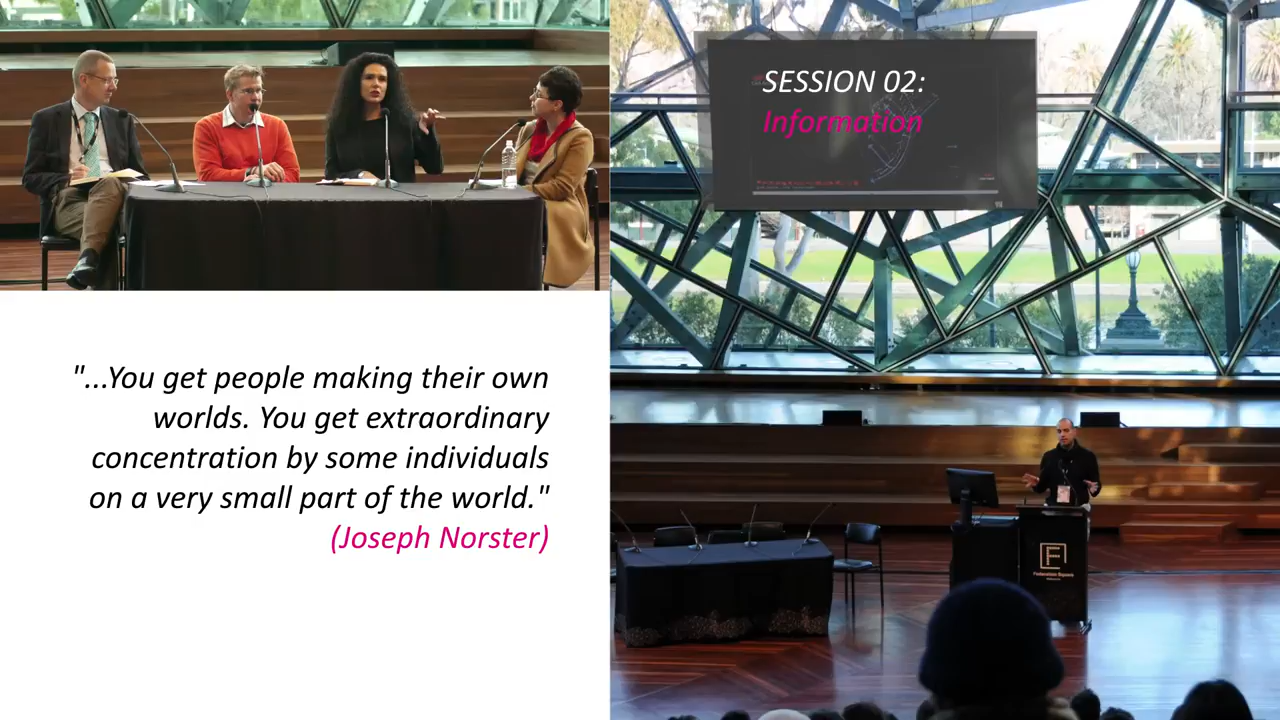 SESSION 02:
Information
"...You get people making their own
worlds. You get extraordinary
concentration by some individuals
on a very small part of the world."
(Joseph Norster)
Federation Square